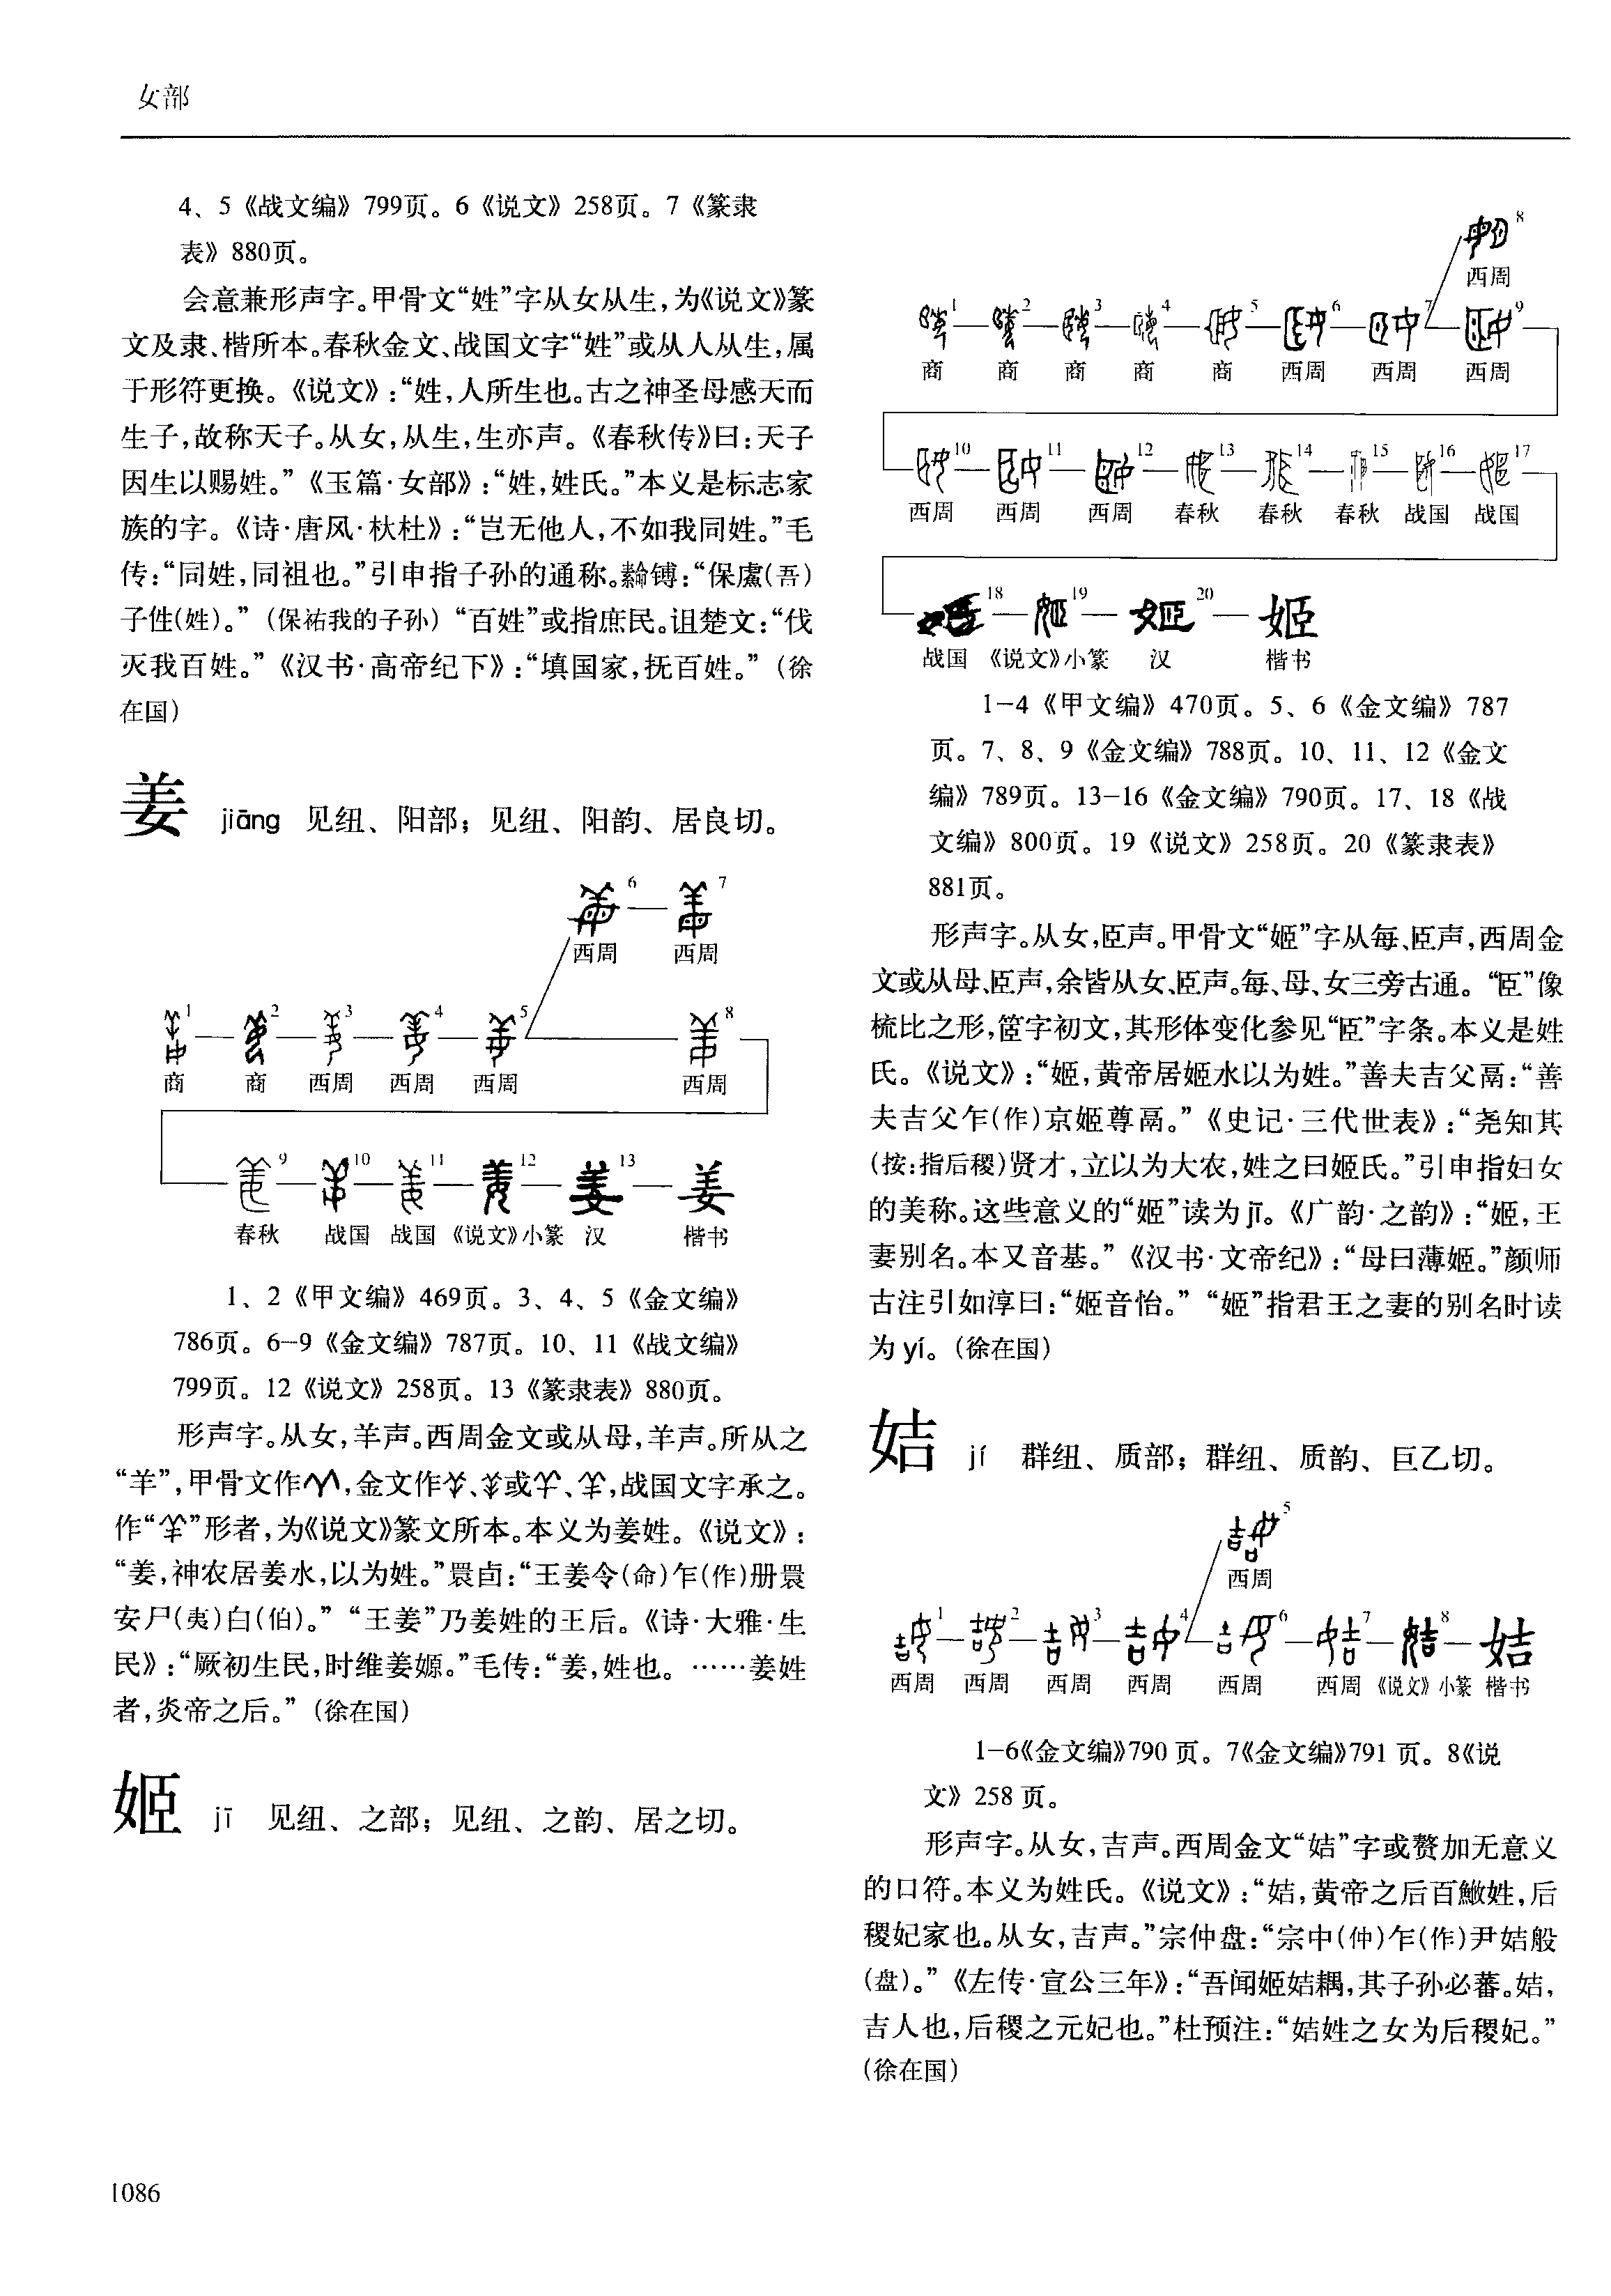 女部
4、5《战文编》799页。6《说文》258页。7《篆隶
表》880页。
会意兼形声字。甲骨文“姓”字从女从生，为《说文》篆
文及隶、楷所本。春秋金文、战国文字“姓”或从人从生，属
于形符更换。《说文》：“姓，人所生也。古之神圣母感天而
生子，故称天子。从女，从生，生亦声。《春秋传》曰：天子
因生以赐姓。”《玉篇·女部》：“姓，姓氏。”本义是标志家
族的字。《诗·唐风·杕杜》：“岂无他人，不如我同姓。”毛
传：“同姓，同祖也。”引申指子孙的通称。𬭚镈：“保虘(吾)
子性(姓)。”（保祐我的子孙）“百姓”或指庶民。诅楚文：“伐
灭我百姓。”《汉书·高帝纪下》：“填国家，抚百姓。”（徐
在国）
姜 jiāng 见纽、阳部；见纽、阳韵、居良切。
6 7
西周 西周
1 2 3 4 5 8
商 商 西周 西周 西周 西周
9 10 11 12 13 姜
春秋 战国 战国 《说文》小篆 汉 楷书
1、2《甲文编》469页。3、4、5《金文编》
786页。6-9《金文编》787页。10、11《战文编》
799页。12《说文》258页。13《篆隶表》880页。
形声字。从女，羊声。西周金文或从母，羊声。所从之
“羊”，甲骨文作，金文作、或、，战国文字承之。
作“”形者，为《说文》篆文所本。本义为姜姓。《说文》：
“姜，神农居姜水，以为姓。”睘卣：“王姜令(命)乍(作)册睘
安尸(夷)白(伯)。”“王姜”乃姜姓的王后。《诗·大雅·生
民》：“厥初生民，时维姜嫄。”毛传：“姜，姓也。……姜姓
者，炎帝之后。”（徐在国）
姬 jī 见纽、之部；见纽、之韵、居之切。
8
西周
1 2 3 4 5 6 7 9
商 商 商 商 商 西周 西周 西周
10 11 12 13 14 15 16 17
西周 西周 西周 春秋 春秋 春秋 战国 战国
18 19 20 姬
战国 《说文》小篆 汉 楷书
1-4《甲文编》470页。5、6《金文编》787
页。7、8、9《金文编》788页。10、11、12《金文
编》789页。13-16《金文编》790页。17、18《战
文编》800页。19《说文》258页。20《篆隶表》
881页。
形声字。从女，𦣞声。甲骨文“姬”字从每、𦣞声，西周金
文或从母、𦣞声，余皆从女、𦣞声。每、母、女三旁古通。“𦣞”像
梳比之形，篋字初文，其形体变化参见“𦣞”字条。本义是姓
氏。《说文》：“姬，黄帝居姬水以为姓。”善夫吉父鬲：“善
夫吉父乍(作)京姬尊鬲。”《史记·三代世表》：“尧知其
(按：指后稷)贤才，立以为大农，姓之曰姬氏。”引申指妇女
的美称。这些意义的“姬”读为jī。《广韵·之韵》：“姬，王
妻别名。本又音基。”《汉书·文帝纪》：“母曰薄姬。”颜师
古注引如淳曰：“姬音怡。”“姬”指君王之妻的别名时读
为yí。（徐在国）
姞 jí 群纽、质部；群纽、质韵、巨乙切。
5
西周
1 2 3 4 6 7 8 姞
西周 西周 西周 西周 西周 西周 《说文》小篆 楷书
1-6《金文编》790页。7《金文编》791页。8《说
文》258页。
形声字。从女，吉声。西周金文“姞”字或赘加无意义
的口符。本义为姓氏。《说文》：“姞，黄帝之后百鮍姓，后
稷妃家也。从女，吉声。”宗仲盘：“宗中(仲)乍(作)尹姞般
(盘)。”《左传·宣公三年》：“吾闻姬姞耦，其子孙必蕃。姞，
吉人也，后稷之元妃也。”杜预注：“姞姓之女为后稷妃。”
（徐在国）
1086